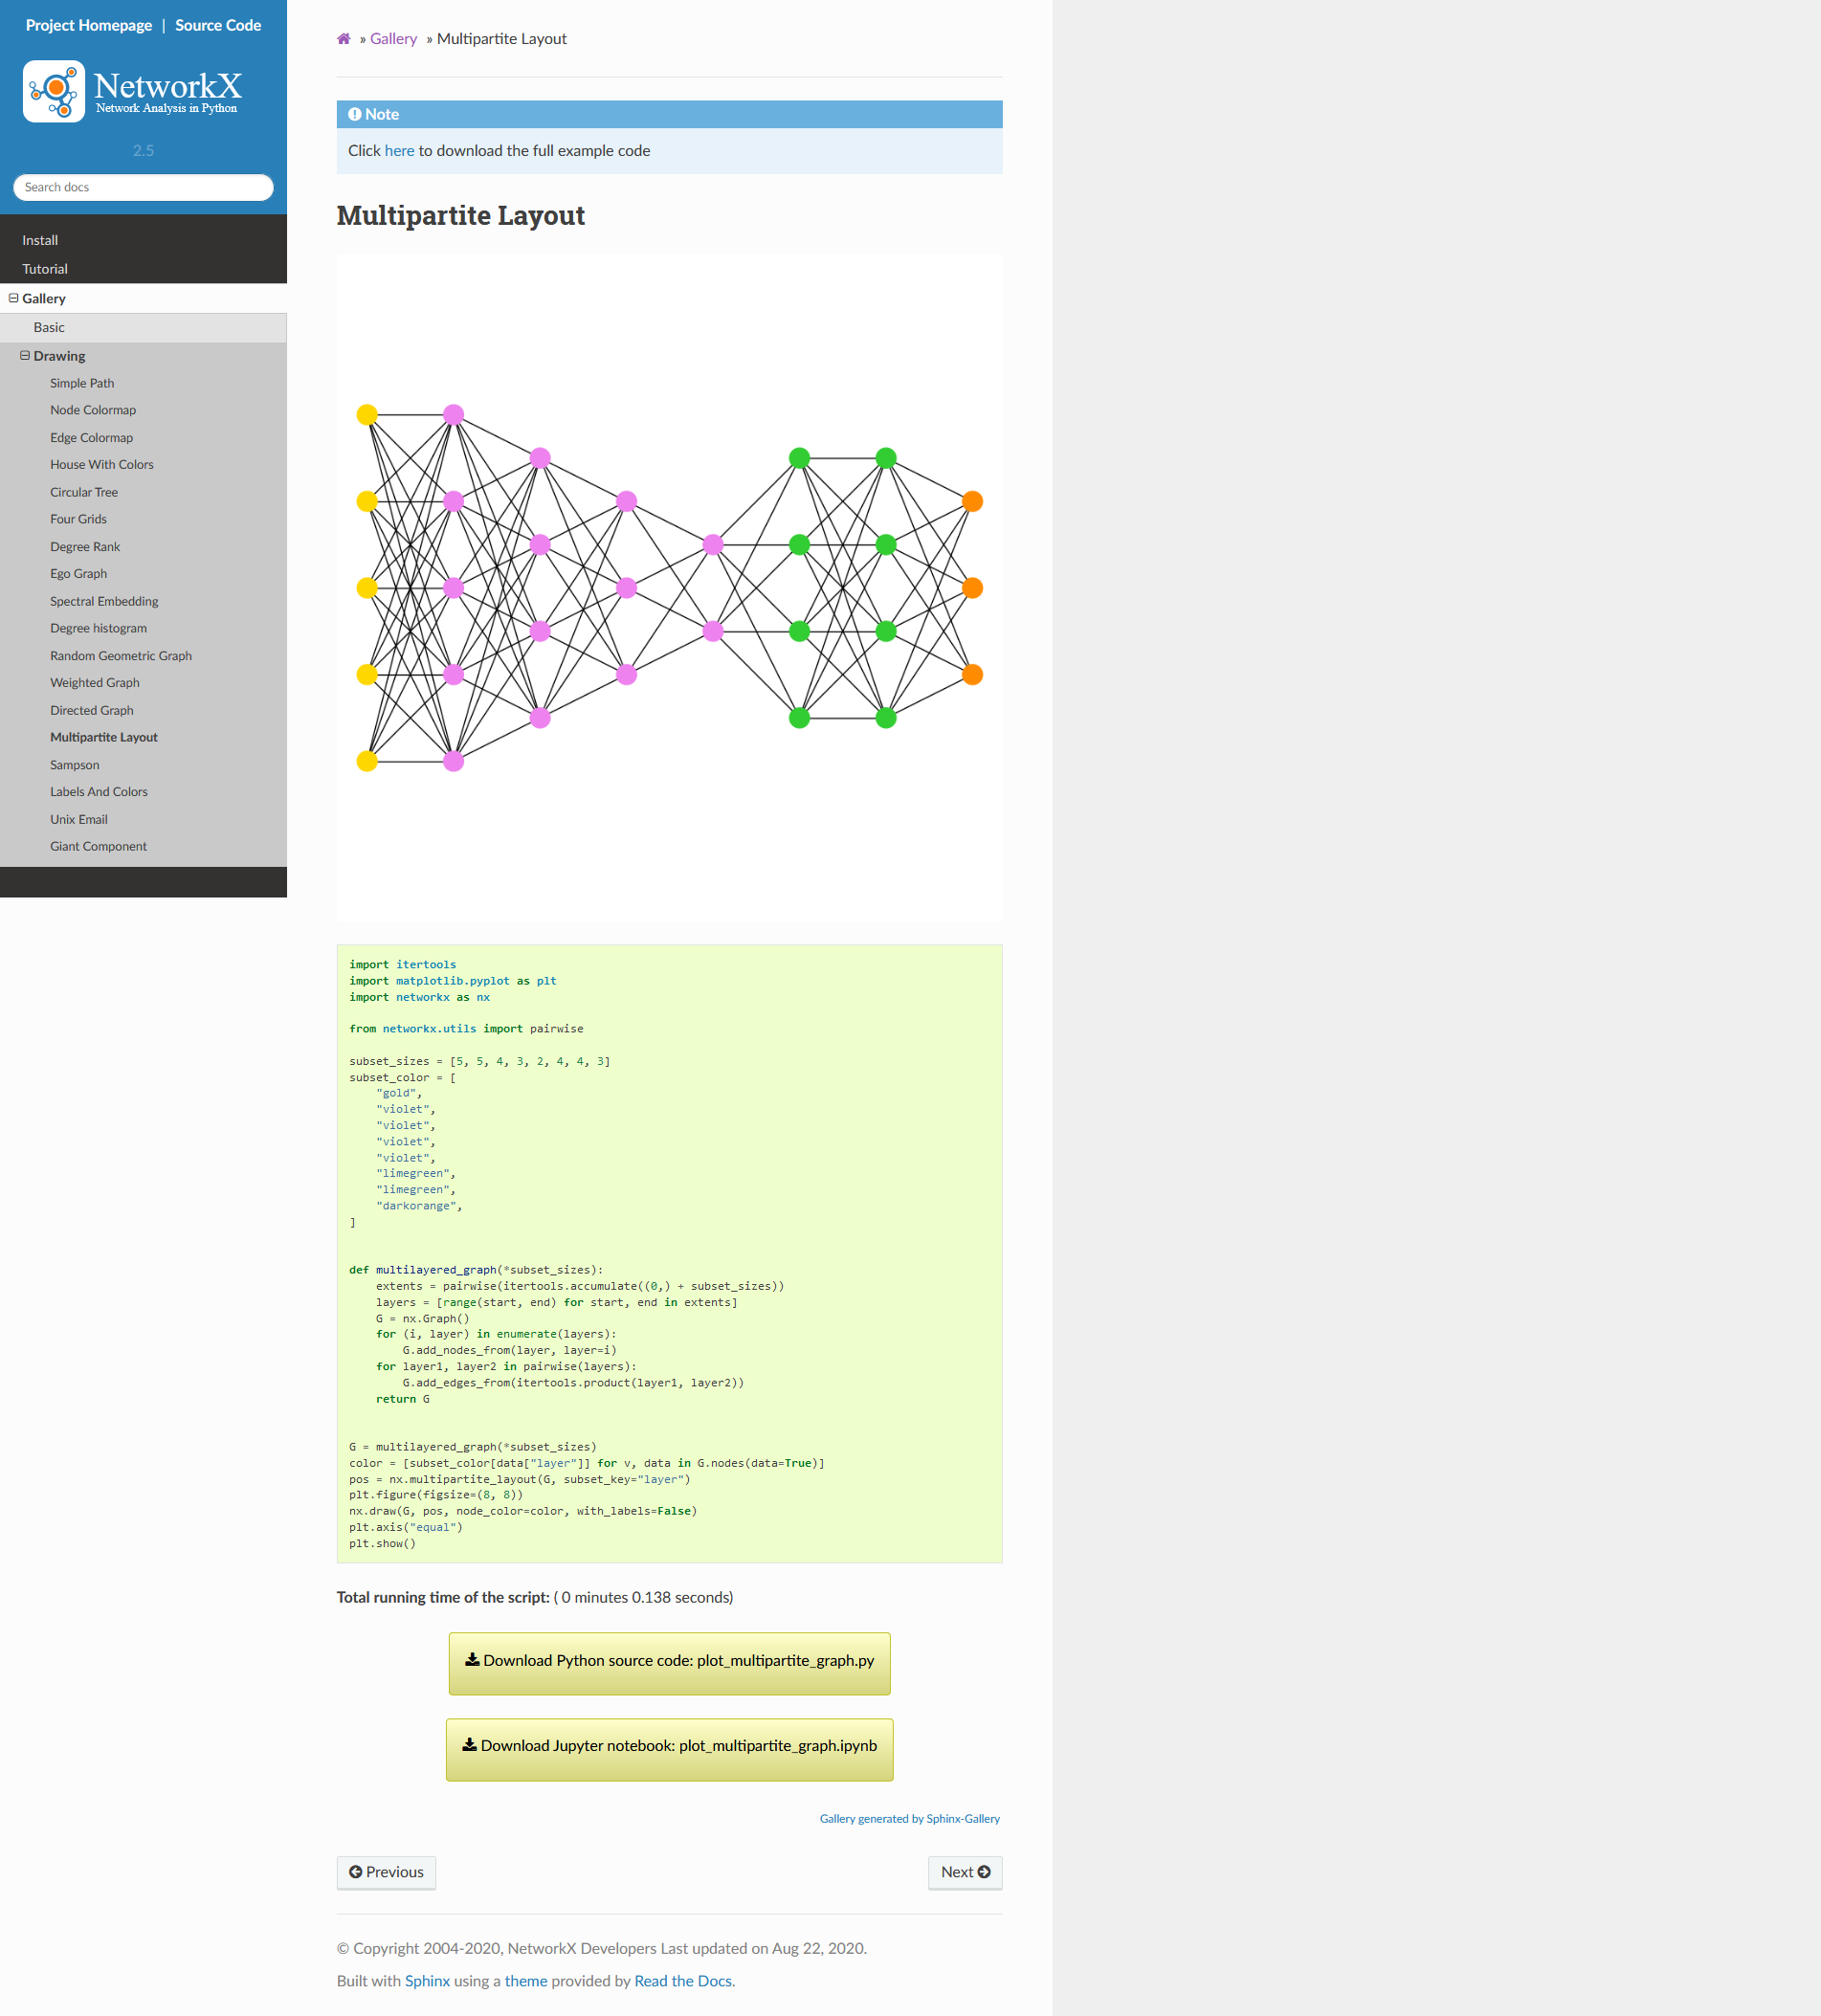 Project Homepage | Source Code
NetworkX
Network Analysis in Python
2.5
Search docs
Install
Tutorial
Gallery
Basic
Drawing
Simple Path
Node Colormap
Edge Colormap
House With Colors
Circular Tree
Four Grids
Degree Rank
Ego Graph
Spectral Embedding
Degree histogram
Random Geometric Graph
Weighted Graph
Directed Graph
Multipartite Layout
Sampson
Labels And Colors
Unix Email
Giant Component
» Gallery » Multipartite Layout
Note
Click here to download the full example code
Multipartite Layout
import itertools
import matplotlib.pyplot as plt
import networkx as nx
from networkx.utils import pairwise
subset_sizes = [5, 5, 4, 3, 2, 4, 4, 3]
subset_color = [
    "gold",
    "violet",
    "violet",
    "violet",
    "violet",
    "limegreen",
    "limegreen",
    "darkorange",
]
def multilayered_graph(*subset_sizes):
    extents = pairwise(itertools.accumulate((0,) + subset_sizes))
    layers = [range(start, end) for start, end in extents]
    G = nx.Graph()
    for (i, layer) in enumerate(layers):
        G.add_nodes_from(layer, layer=i)
    for layer1, layer2 in pairwise(layers):
        G.add_edges_from(itertools.product(layer1, layer2))
    return G
G = multilayered_graph(*subset_sizes)
color = [subset_color[data["layer"]] for v, data in G.nodes(data=True)]
pos = nx.multipartite_layout(G, subset_key="layer")
plt.figure(figsize=(8, 8))
nx.draw(G, pos, node_color=color, with_labels=False)
plt.axis("equal")
plt.show()
Total running time of the script: ( 0 minutes 0.138 seconds)
Download Python source code: plot_multipartite_graph.py
Download Jupyter notebook: plot_multipartite_graph.ipynb
Gallery generated by Sphinx-Gallery
Previous
Next
© Copyright 2004-2020, NetworkX Developers Last updated on Aug 22, 2020.
Built with Sphinx using a theme provided by Read the Docs.